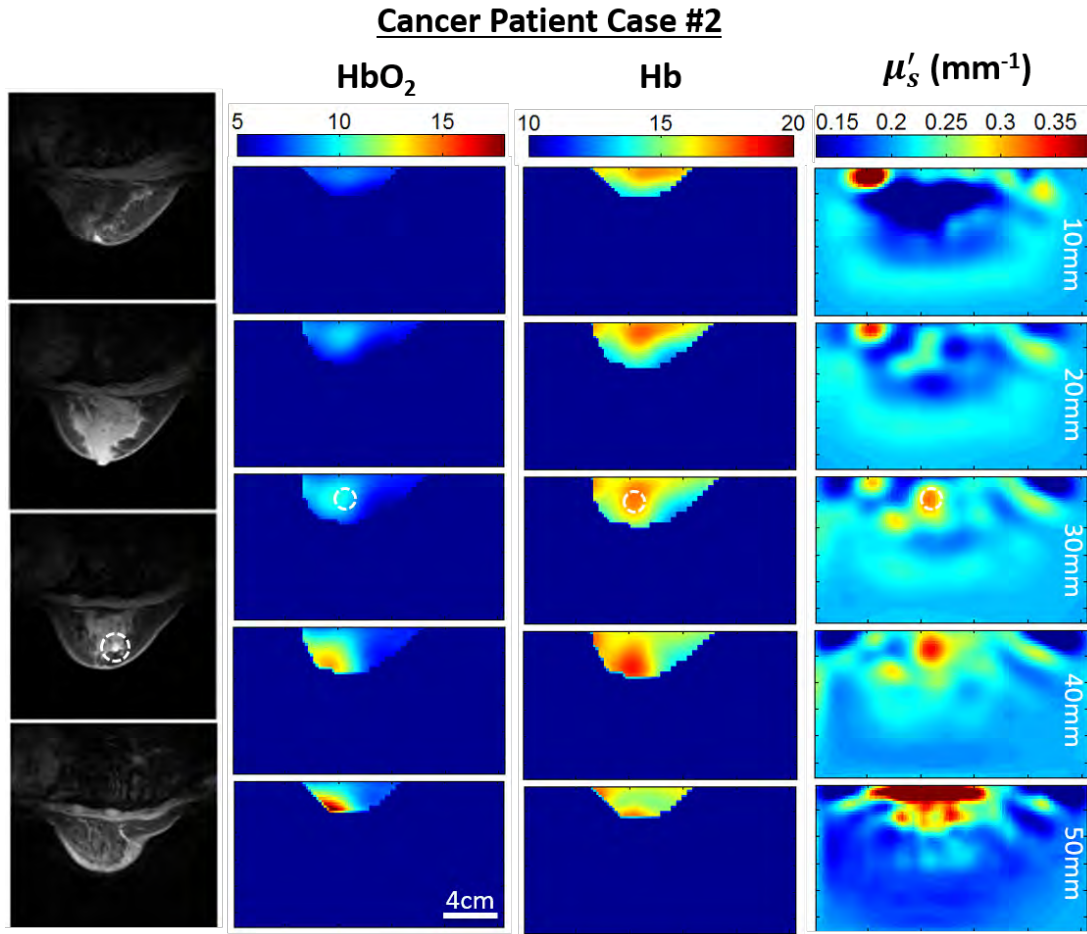 Cancer Patient Case #2
HbO₂ Hb μ′ₛ (mm⁻¹)
5 10 15 10 15 20 0.15 0.2 0.25 0.3 0.35
10mm
20mm
30mm
40mm
50mm
4cm